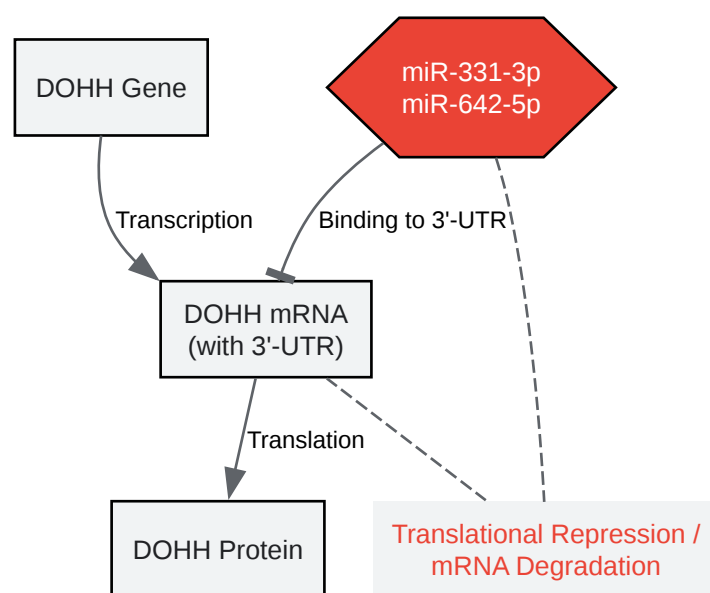 DOHH Gene
miR-331-3p
miR-642-5p
Transcription
Binding to 3'-UTR
DOHH mRNA
(with 3'-UTR)
Translation
DOHH Protein
Translational Repression /
mRNA Degradation